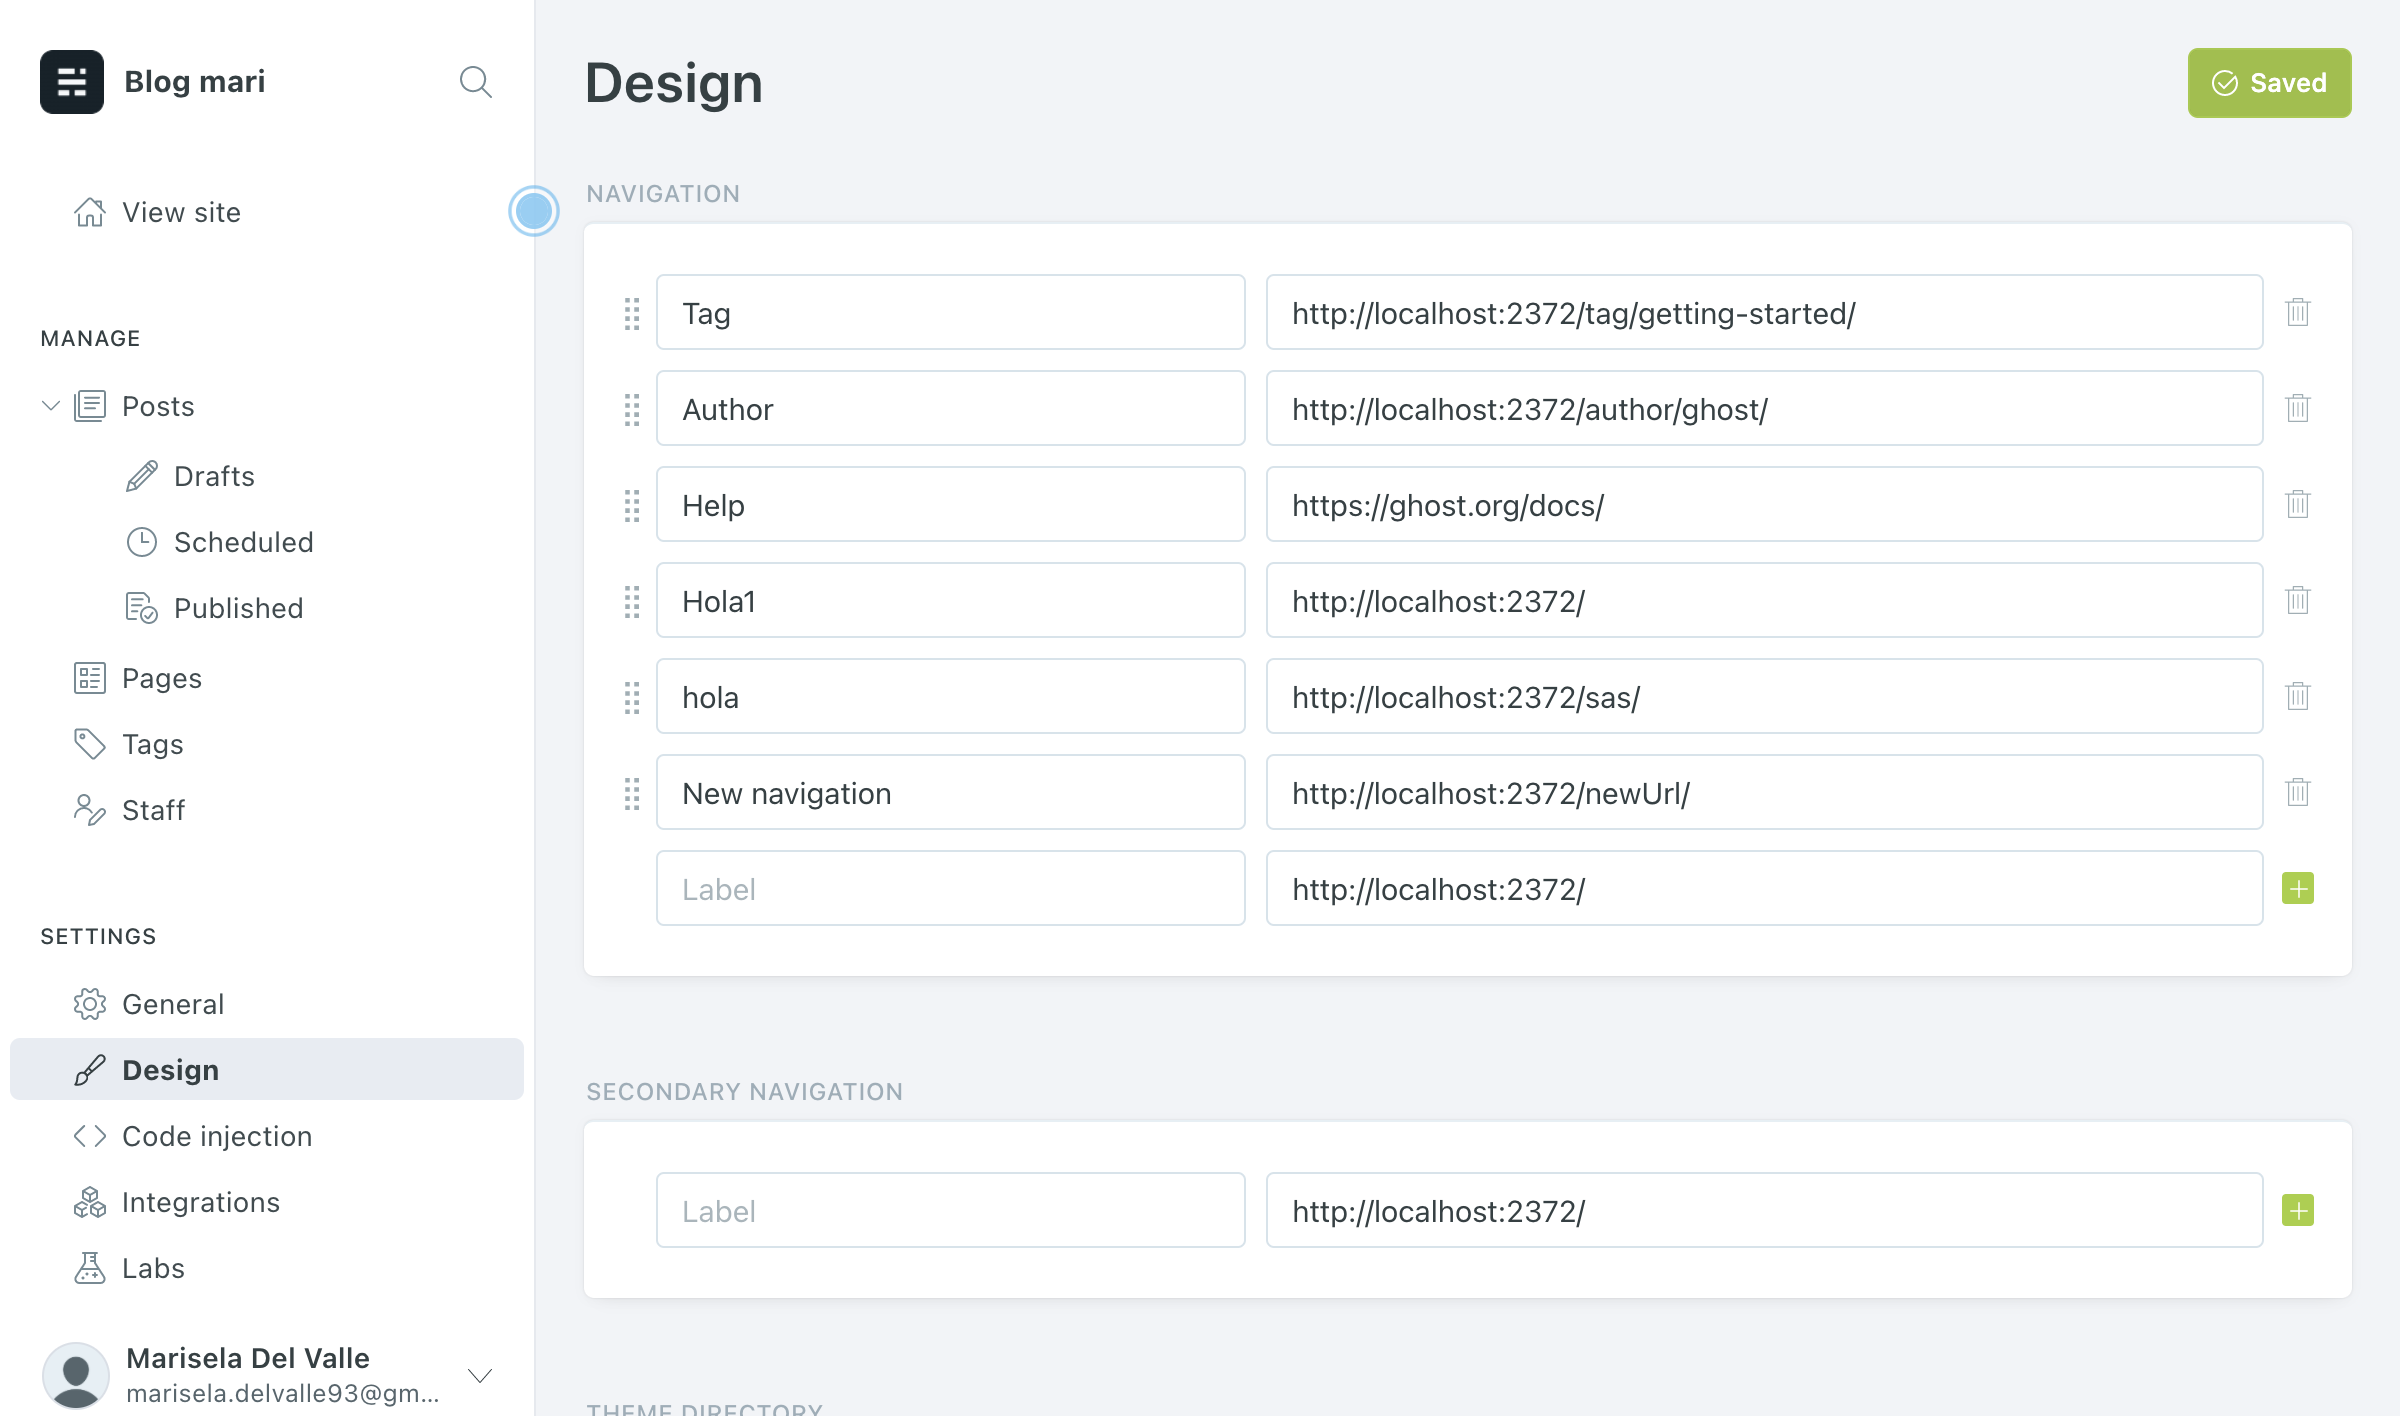 Blog mari
View site
MANAGE
Posts
Drafts
Scheduled
Published
Pages
Tags
Staff
SETTINGS
General
Design
Code injection
Integrations
Labs
Marisela Del Valle
marisela.delvalle93@gm...
Design
Saved
NAVIGATION
Tag http://localhost:2372/tag/getting-started/
Author http://localhost:2372/author/ghost/
Help https://ghost.org/docs/
Hola1 http://localhost:2372/
hola http://localhost:2372/sas/
New navigation http://localhost:2372/newUrl/
Label http://localhost:2372/
SECONDARY NAVIGATION
Label http://localhost:2372/
THEME DIRECTORY